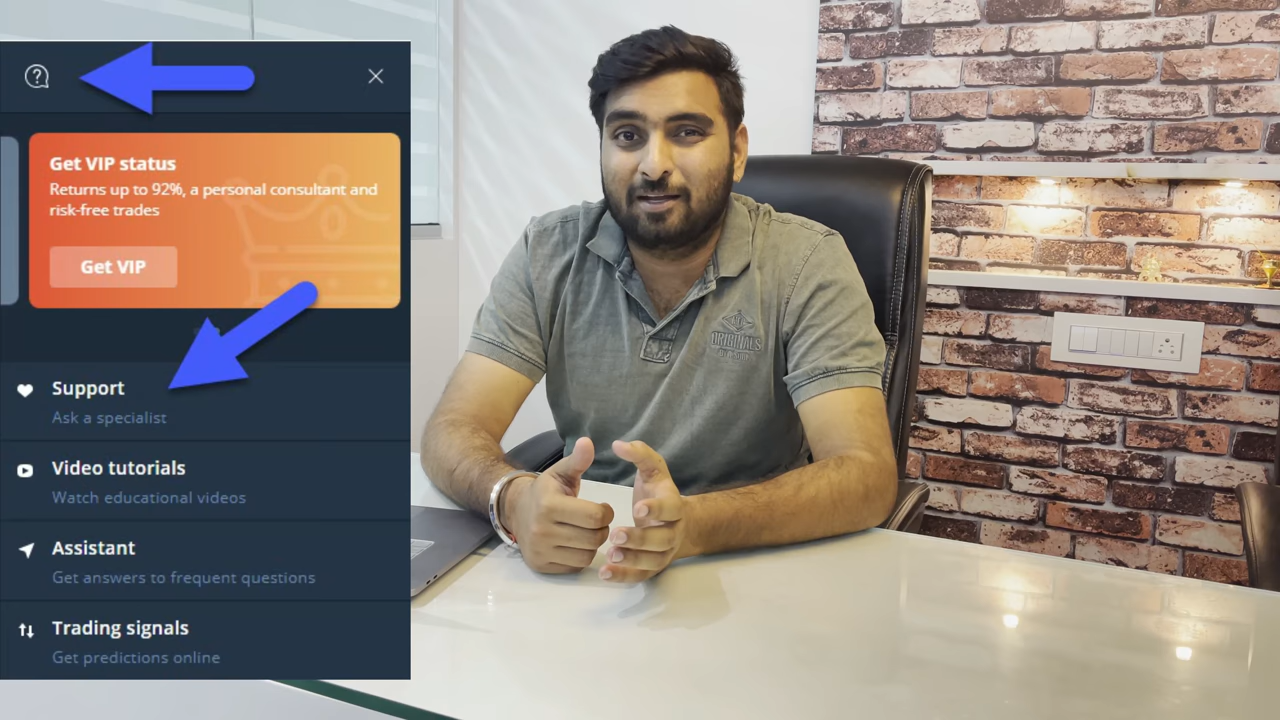 Get VIP status
Returns up to 92%, a personal consultant and
risk-free trades
Get VIP
Support
Ask a specialist
Video tutorials
Watch educational videos
Assistant
Get answers to frequent questions
Trading signals
Get predictions online
ORIGINALS